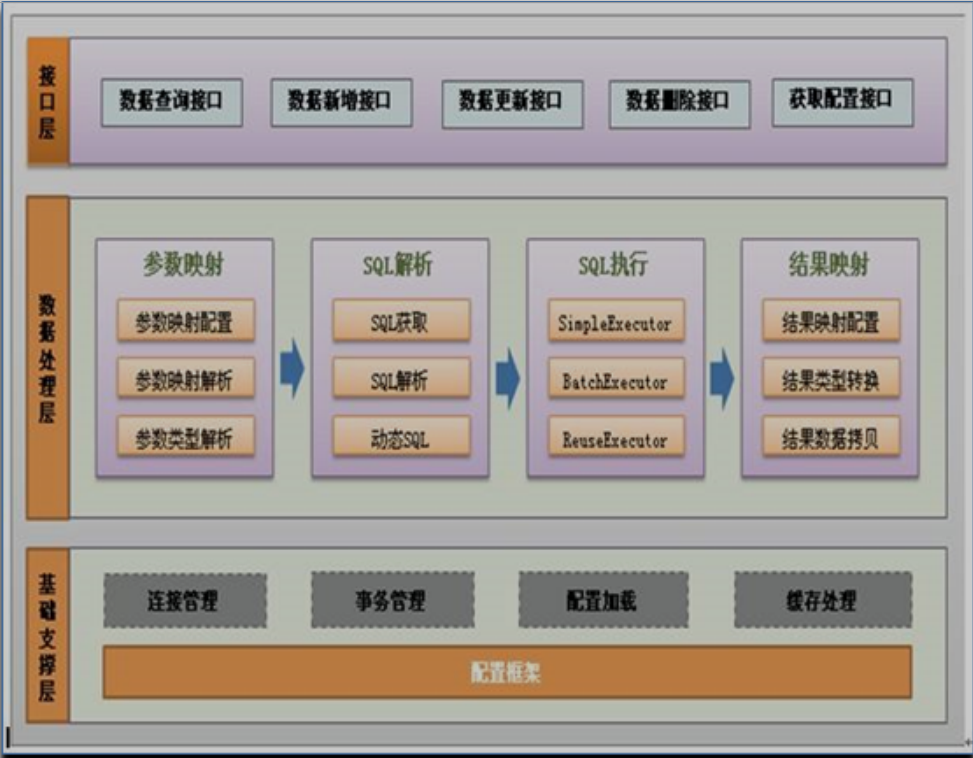 接口层
数据查询接口
数据新增接口
数据更新接口
数据删除接口
获取配置接口
数据处理层
参数映射
参数映射配置
参数映射解析
参数类型解析
SQL解析
SQL获取
SQL解析
动态SQL
SQL执行
SimpleExecutor
BatchExecutor
ReuseExecutor
结果映射
结果映射配置
结果类型转换
结果数据拷贝
基础支撑层
连接管理
事务管理
配置加载
缓存处理
配置框架